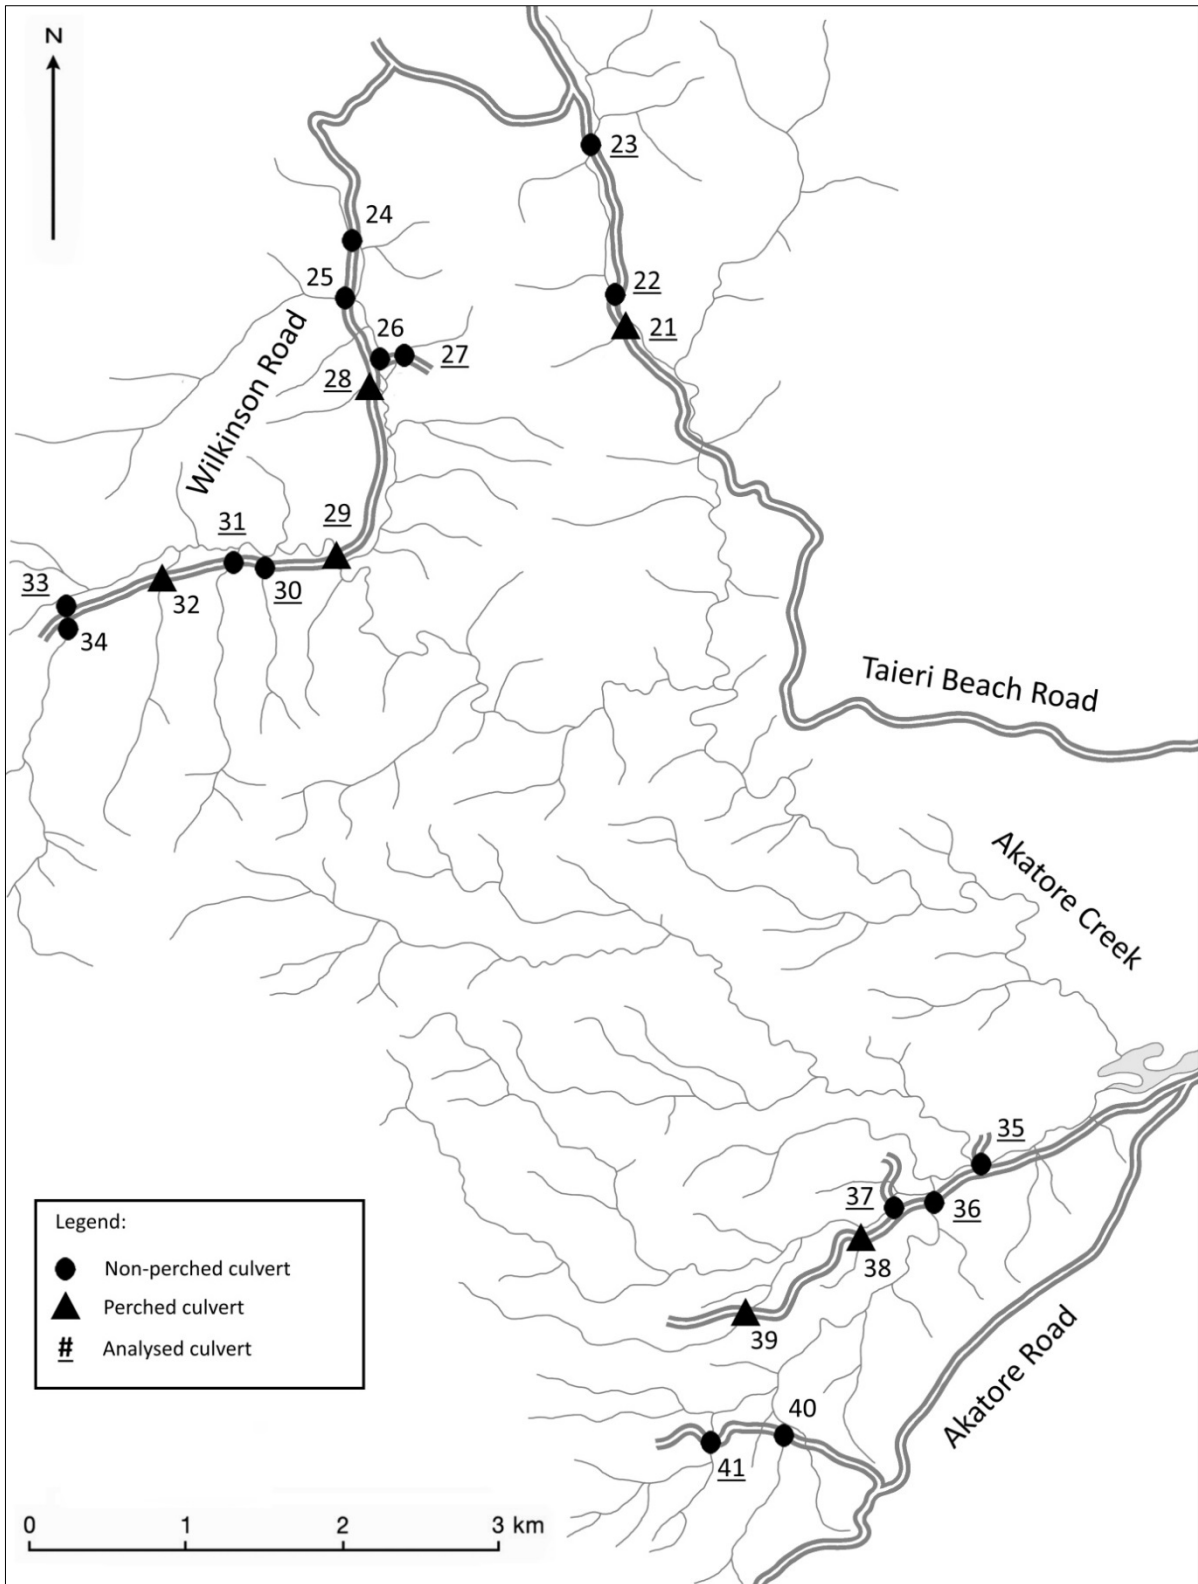 N
23
24
22
25
21
26
27
28
Wilkinson Road
29
31
30
33
32
34
Taieri Beach Road
Akatore Creek
35
37
36
38
39
40
41
Akatore Road
Legend:
Non-perched culvert
Perched culvert
# Analysed culvert
0 1 2 3 km